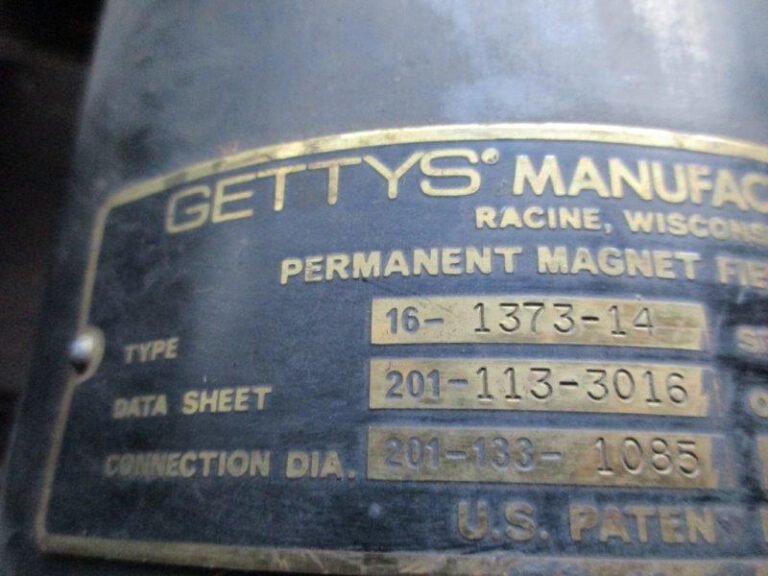 GETTYS® MANUFAC
RACINE, WISCONS
PERMANENT MAGNET FIE
TYPE 16- 1373-14
DATA SHEET 201-113-3016
CONNECTION DIA. 201-133- 1085
U.S. PATEN